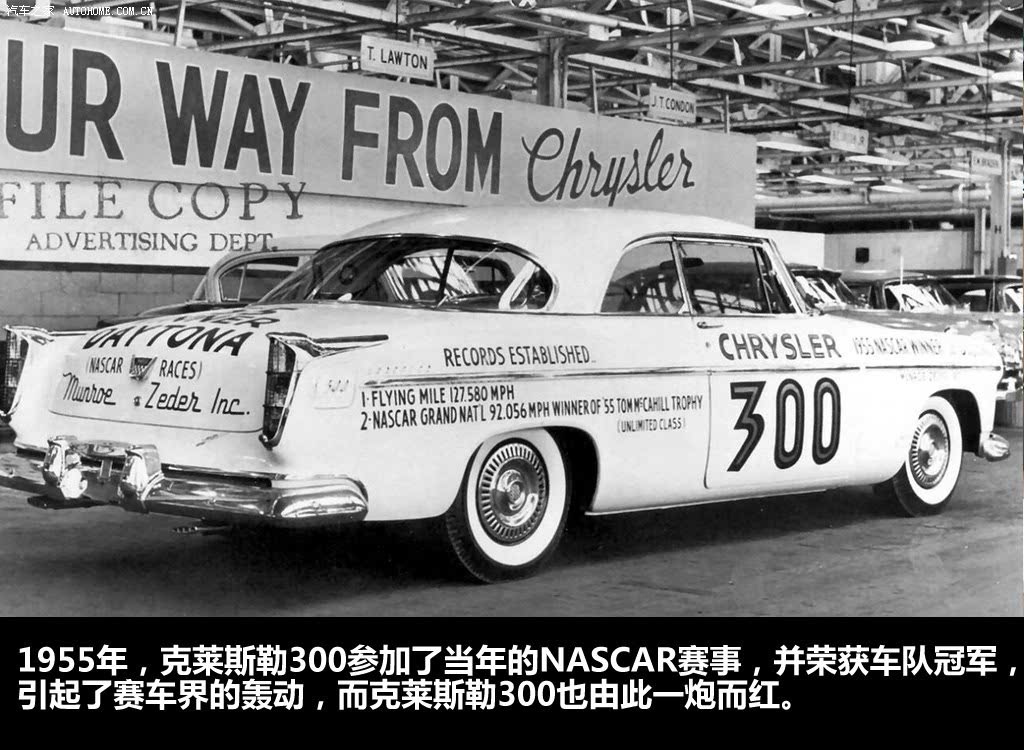 汽车之家 AUTOHOME.COM.CN
T. LAWTON
J.T. CONDON
UR WAY FROM Chrysler
FILE COPY
ADVERTISING DEPT.
DAYTONA
(NASCAR RACES)
Munroe Zeder Inc.
RECORDS ESTABLISHED...
1-FLYING MILE 127.580 MPH
2-NASCAR GRAND NAT'L 92.056 MPH WINNER OF '55 TOM McCAHILL TROPHY
(UNLIMITED CLASS)
CHRYSLER
300
1955 NASCAR WINNER
1955年，克莱斯勒300参加了当年的NASCAR赛事，并荣获车队冠军，
引起了赛车界的轰动，而克莱斯勒300也由此一炮而红。